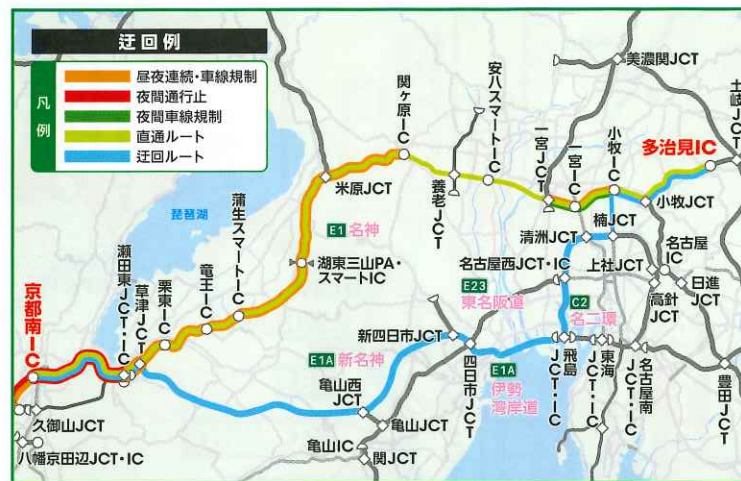 迂回例
凡例
昼夜連続・車線規制
夜間通行止
夜間車線規制
直通ルート
迂回ルート
美濃関JCT
土岐JCT
多治見IC
小牧IC
一宮IC
一宮JCT
安八スマートIC
関ヶ原IC
養老JCT
米原JCT
小牧JCT
楠JCT
清洲JCT
上社JCT
名古屋IC
名古屋西JCT・IC
高針JCT
日進JCT
E1 名神
湖東三山PA・
スマートIC
琵琶湖
蒲生スマートIC
竜王IC
栗東IC
草津JCT
瀬田東JCT・IC
京都南IC
久御山JCT
八幡京田辺JCT・IC
E23
東名阪道
C2
名二環
新四日市JCT
四日市JCT
E1A 新名神
亀山西
JCT
亀山JCT
亀山IC
関JCT
E1A
伊勢
湾岸道
飛島JCT・IC
東海JCT・IC
名古屋南JCT・IC
豊田JCT